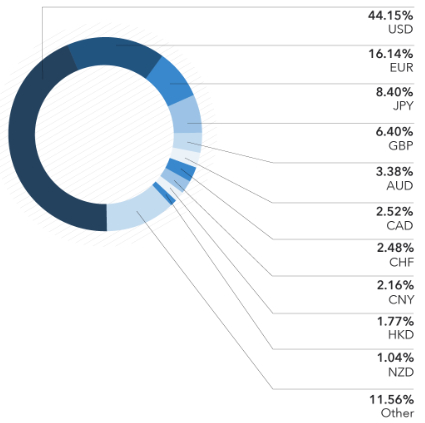 44.15%
USD
16.14%
EUR
8.40%
JPY
6.40%
GBP
3.38%
AUD
2.52%
CAD
2.48%
CHF
2.16%
CNY
1.77%
HKD
1.04%
NZD
11.56%
Other